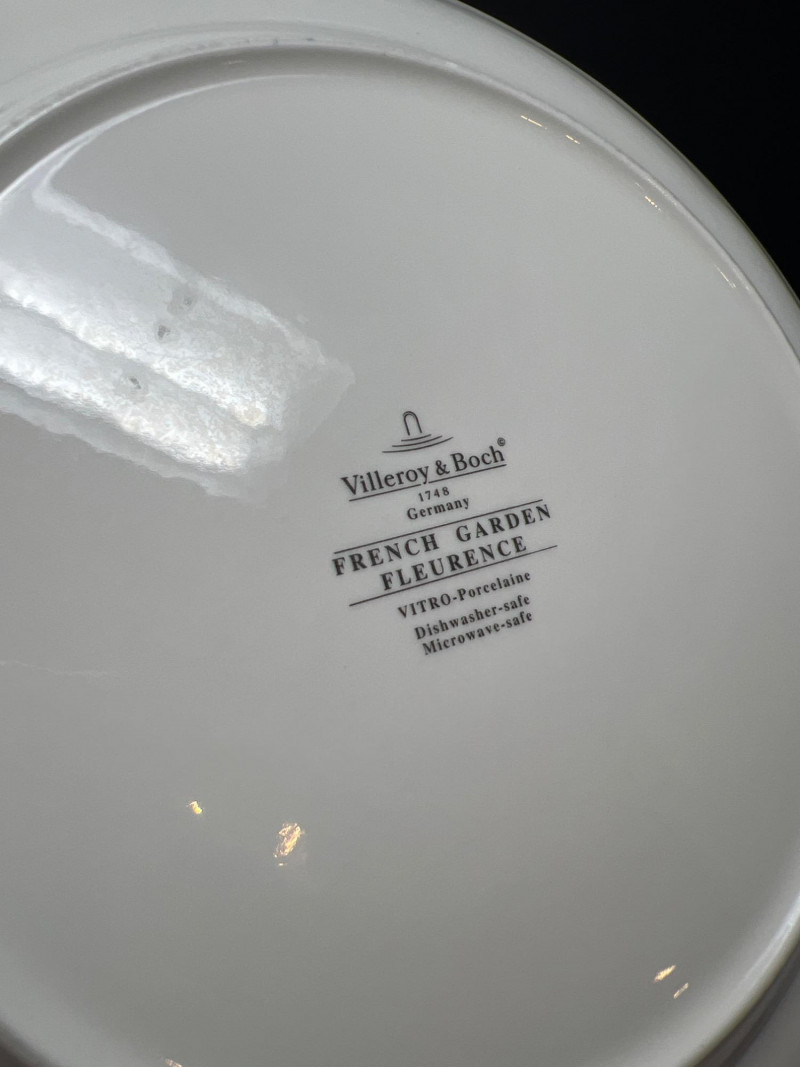 Villeroy & Boch©
1748
Germany
FRENCH GARDEN
FLEURENCE
VITRO-Porcelaine
Dishwasher-safe
Microwave-safe